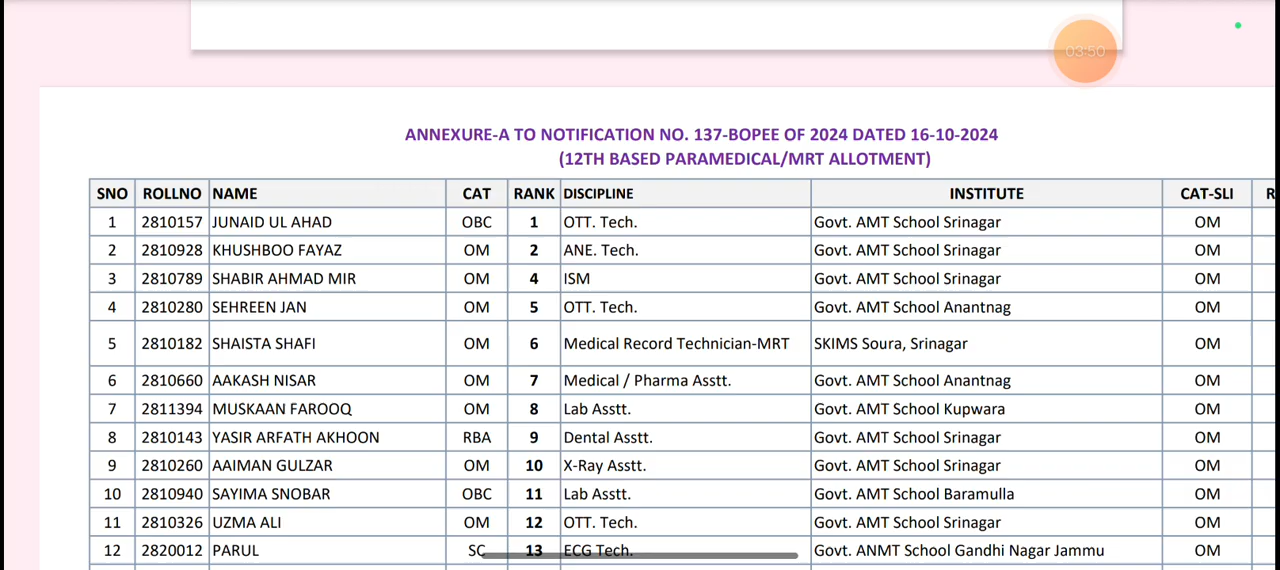 03:50
ANNEXURE-A TO NOTIFICATION NO. 137-BOPEE OF 2024 DATED 16-10-2024
(12TH BASED PARAMEDICAL/MRT ALLOTMENT)
SNO ROLLNO NAME CAT RANK DISCIPLINE INSTITUTE CAT-SLI R
1 2810157 JUNAID UL AHAD OBC 1 OTT. Tech. Govt. AMT School Srinagar OM
2 2810928 KHUSHBOO FAYAZ OM 2 ANE. Tech. Govt. AMT School Srinagar OM
3 2810789 SHABIR AHMAD MIR OM 4 ISM Govt. AMT School Srinagar OM
4 2810280 SEHREEN JAN OM 5 OTT. Tech. Govt. AMT School Anantnag OM
5 2810182 SHAISTA SHAFI OM 6 Medical Record Technician-MRT SKIMS Soura, Srinagar OM
6 2810660 AAKASH NISAR OM 7 Medical / Pharma Asstt. Govt. AMT School Anantnag OM
7 2811394 MUSKAAN FAROOQ OM 8 Lab Asstt. Govt. AMT School Kupwara OM
8 2810143 YASIR ARFATH AKHOON RBA 9 Dental Asstt. Govt. AMT School Srinagar OM
9 2810260 AAIMAN GULZAR OM 10 X-Ray Asstt. Govt. AMT School Srinagar OM
10 2810940 SAYIMA SNOBAR OBC 11 Lab Asstt. Govt. AMT School Baramulla OM
11 2810326 UZMA ALI OM 12 OTT. Tech. Govt. AMT School Srinagar OM
12 2820012 PARUL SC 13 ECG Tech. Govt. ANMT School Gandhi Nagar Jammu OM